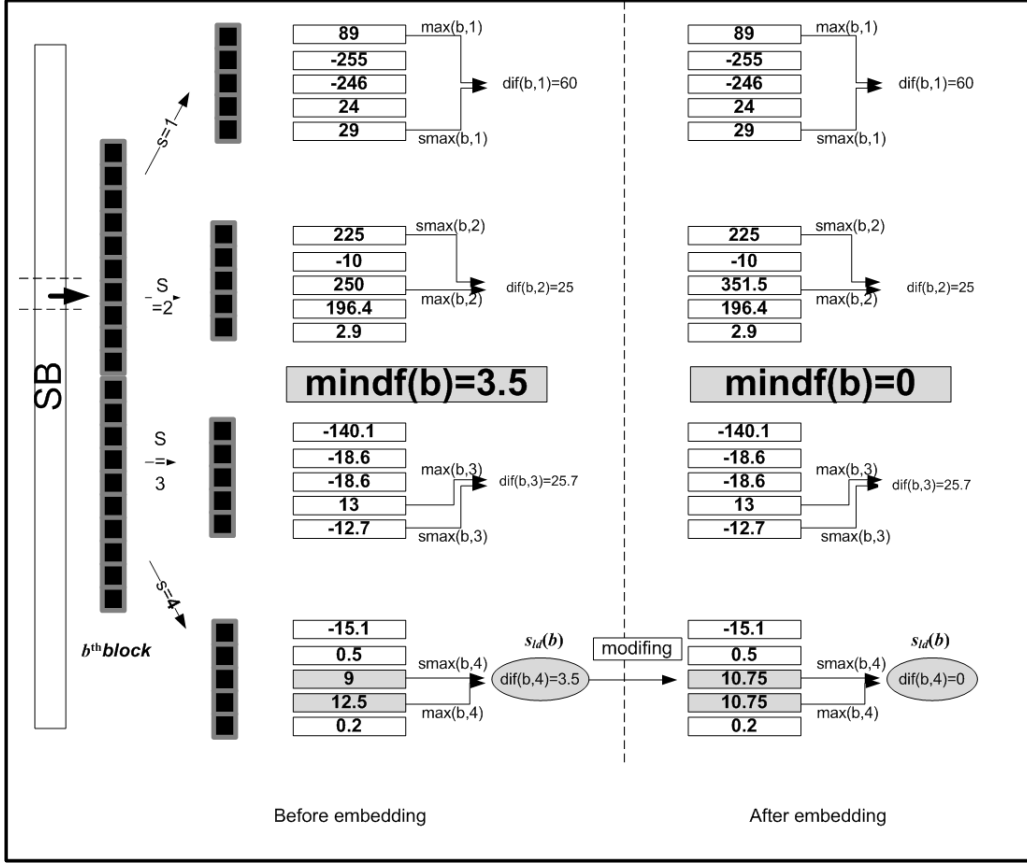 SB
bᵗʰblock
s=1
89
-255
-246
24
29
max(b,1)
smax(b,1)
dif(b,1)=60
89
-255
-246
24
29
max(b,1)
smax(b,1)
dif(b,1)=60
S
=2
225
-10
250
196.4
2.9
smax(b,2)
max(b,2)
dif(b,2)=25
225
-10
351.5
196.4
2.9
smax(b,2)
max(b,2)
dif(b,2)=25
mindf(b)=3.5
mindf(b)=0
S
=
3
-140.1
-18.6
-18.6
13
-12.7
max(b,3)
smax(b,3)
dif(b,3)=25.7
-140.1
-18.6
-18.6
13
-12.7
max(b,3)
smax(b,3)
dif(b,3)=25.7
s=4
-15.1
0.5
9
12.5
0.2
smax(b,4)
max(b,4)
s_ld(b)
dif(b,4)=3.5
modifing
-15.1
0.5
10.75
10.75
0.2
smax(b,4)
max(b,4)
s_ld(b)
dif(b,4)=0
Before embedding
After embedding